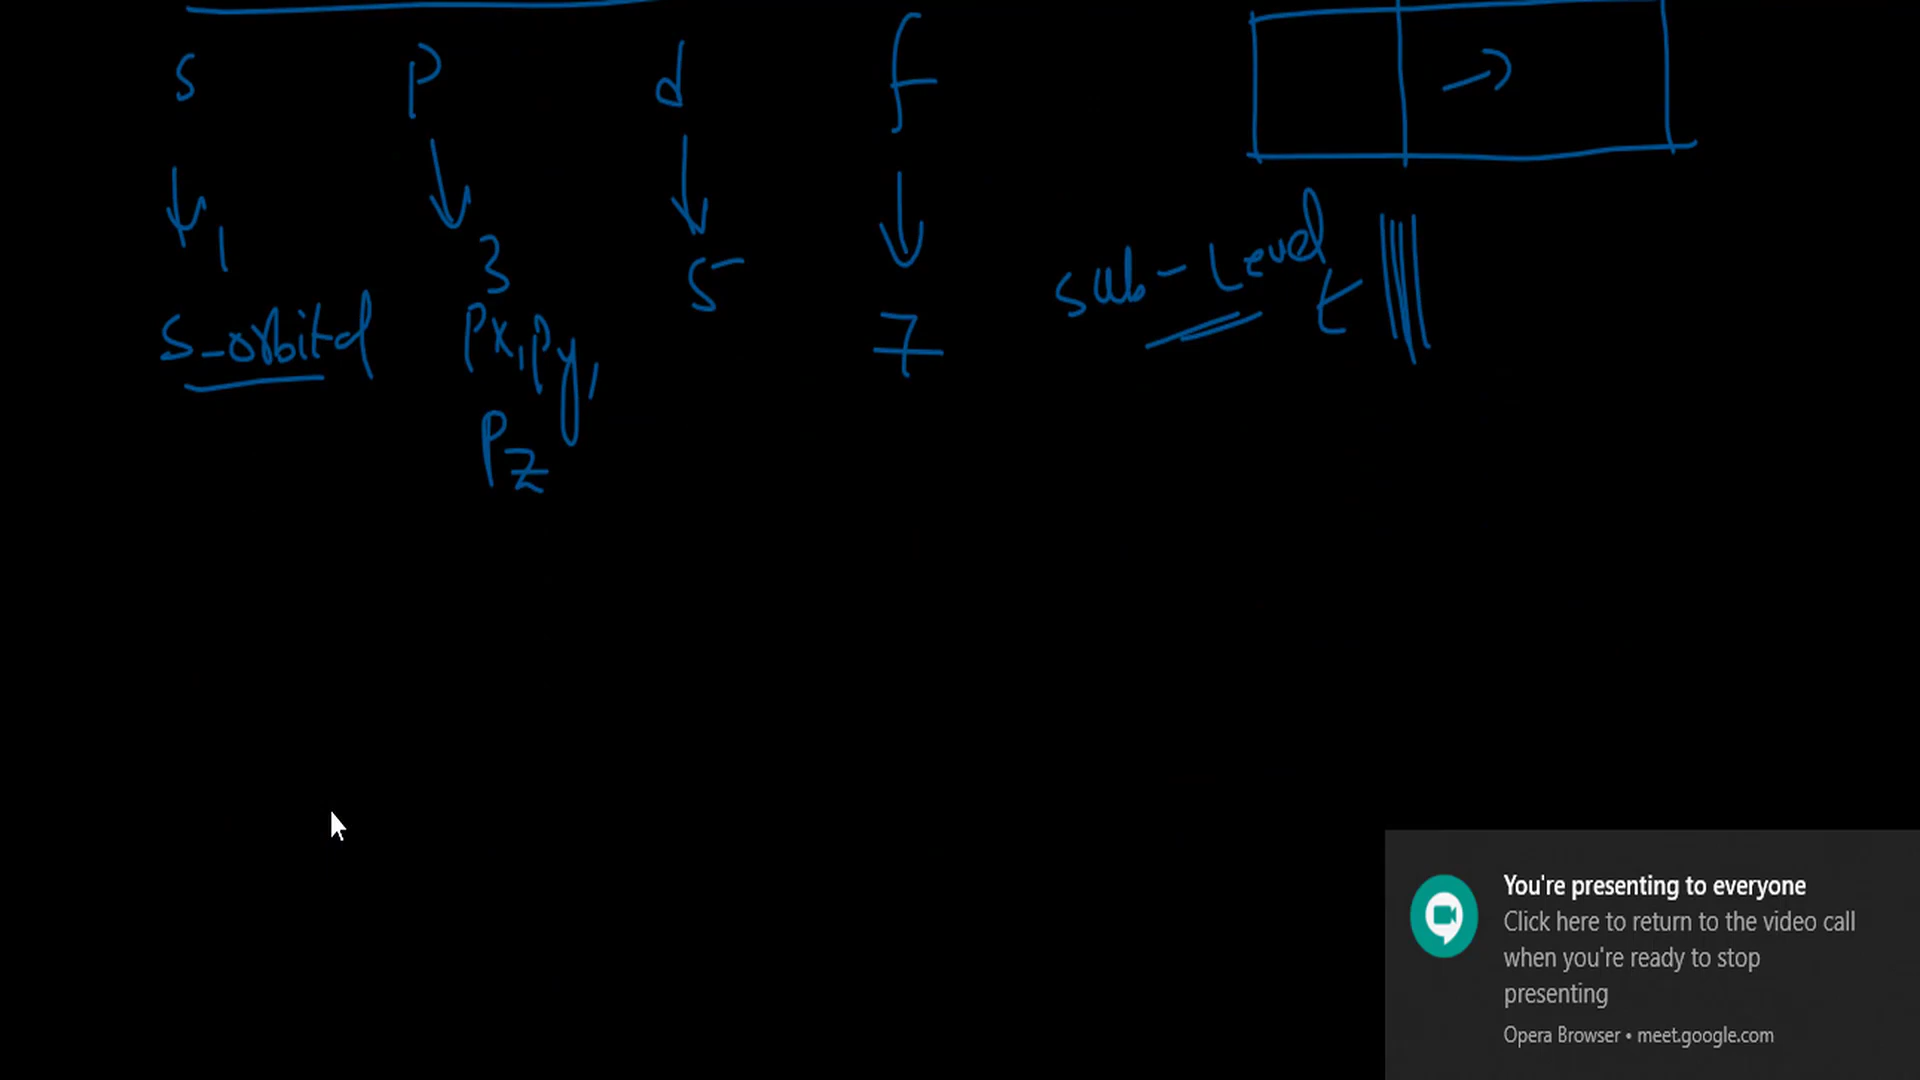 s p d f
1 3 5 7
s-orbital px, py,
pz
sub-Level
You're presenting to everyone
Click here to return to the video call
when you're ready to stop
presenting
Opera Browser • meet.google.com